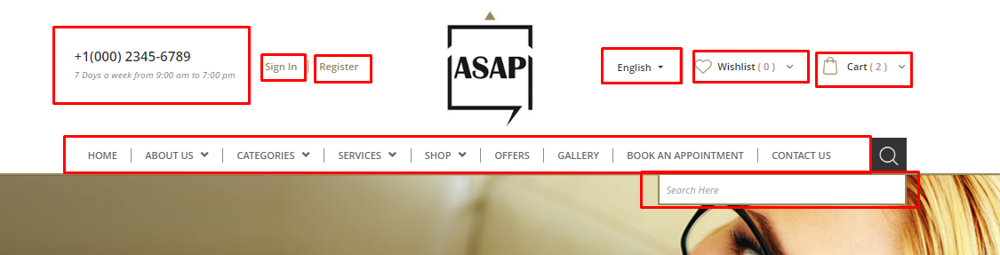 +1(000) 2345-6789
7 Days a week from 9:00 am to 7:00 pm
Sign In | Register
ASAP
English
Wishlist ( 0 )
Cart ( 2 )
HOME ABOUT US CATEGORIES SERVICES SHOP OFFERS GALLERY BOOK AN APPOINTMENT CONTACT US
Search Here